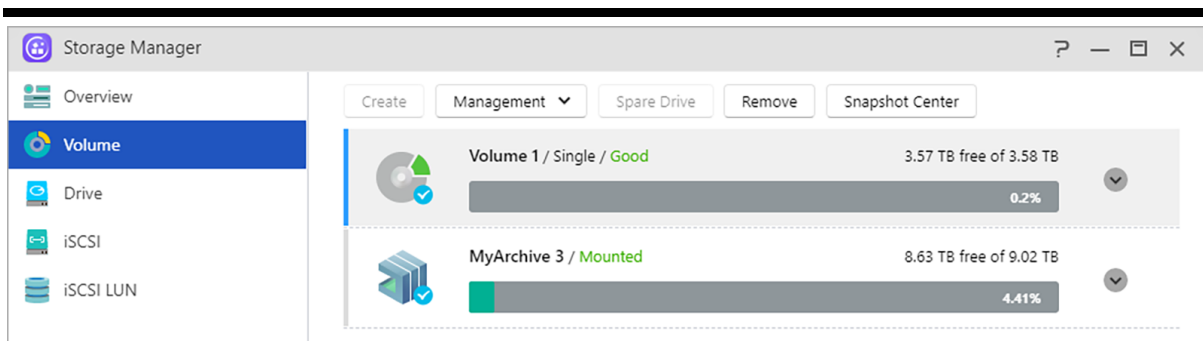 Storage Manager
Overview
Volume
Drive
iSCSI
iSCSI LUN
Create Management Spare Drive Remove Snapshot Center
Volume 1 / Single / Good 3.57 TB free of 3.58 TB
0.2%
MyArchive 3 / Mounted 8.63 TB free of 9.02 TB
4.41%